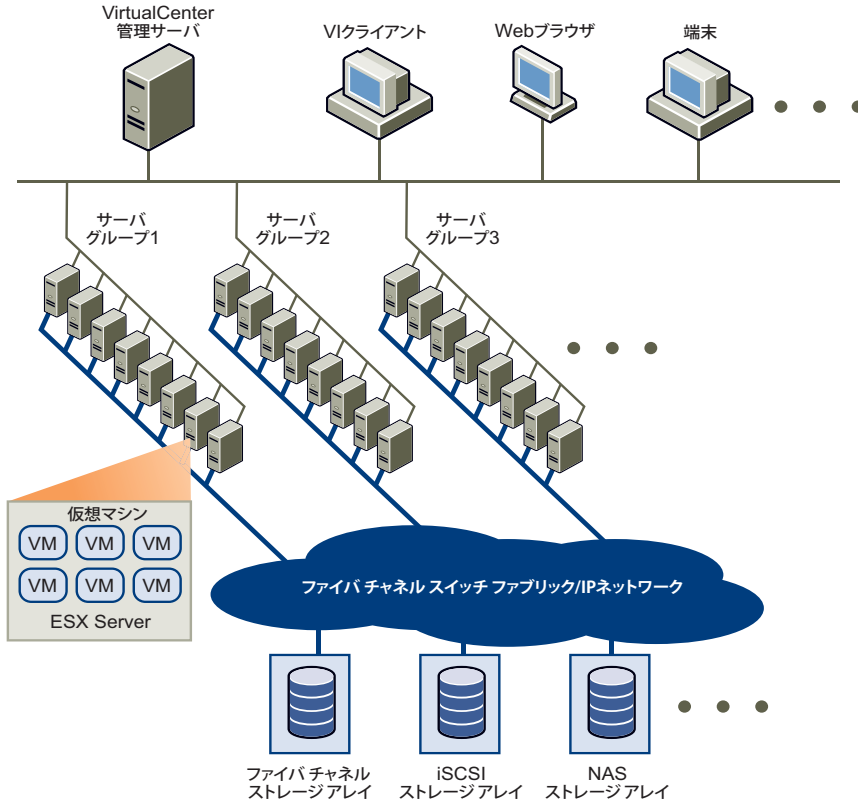 VirtualCenter
管理サーバ
VIクライアント
Webブラウザ
端末
サーバ
グループ1
サーバ
グループ2
サーバ
グループ3
仮想マシン
VM VM VM
VM VM VM
ESX Server
ファイバ チャネル スイッチ ファブリック/IPネットワーク
ファイバ チャネル
ストレージ アレイ
iSCSI
ストレージ アレイ
NAS
ストレージ アレイ